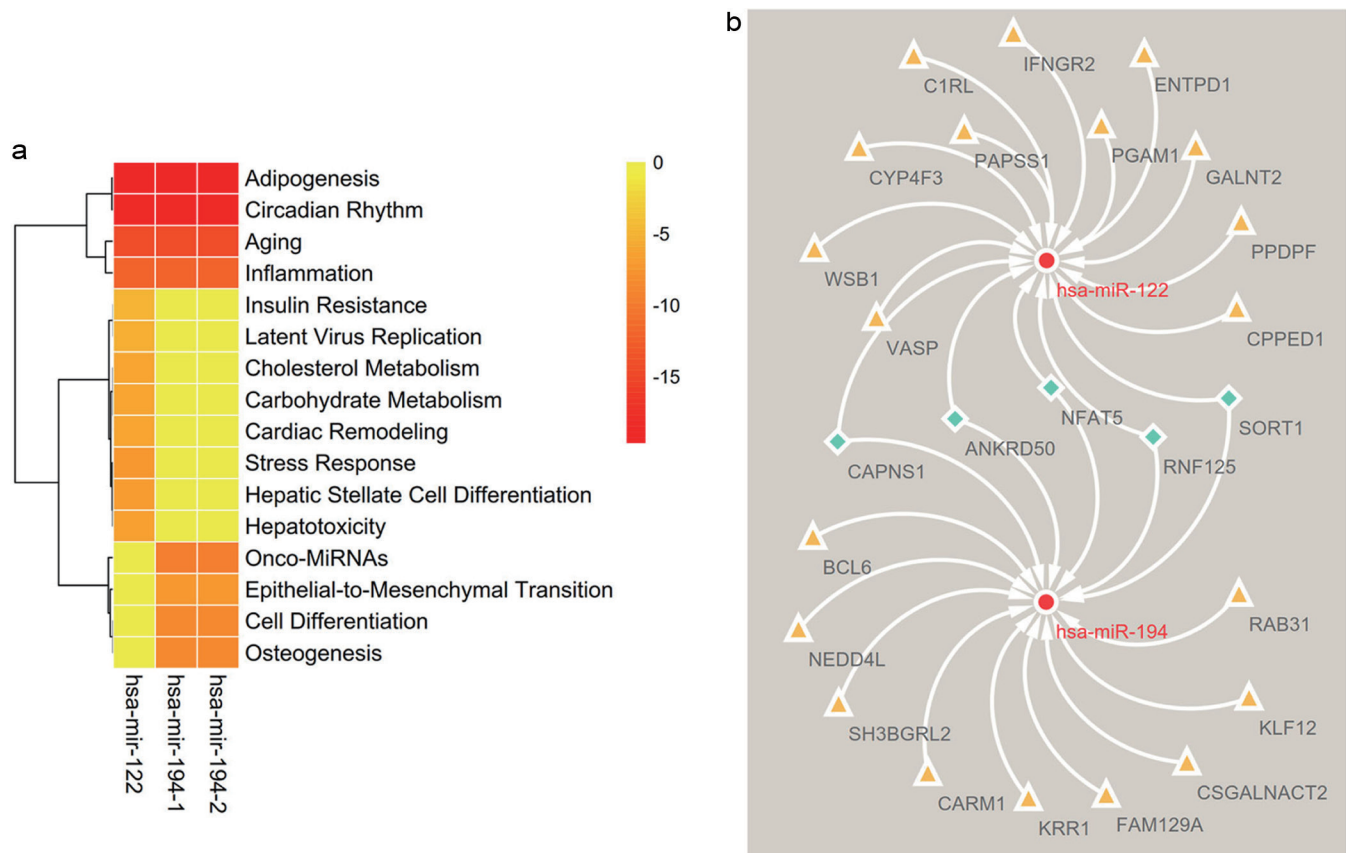 a
0
-5
-10
-15
Adipogenesis
Circadian Rhythm
Aging
Inflammation
Insulin Resistance
Latent Virus Replication
Cholesterol Metabolism
Carbohydrate Metabolism
Cardiac Remodeling
Stress Response
Hepatic Stellate Cell Differentiation
Hepatotoxicity
Onco-MiRNAs
Epithelial-to-Mesenchymal Transition
Cell Differentiation
Osteogenesis
hsa-mir-122
hsa-mir-194-1
hsa-mir-194-2
b
IFNGR2
C1RL
ENTPD1
PAPSS1
PGAM1
CYP4F3
GALNT2
PPDPF
WSB1
hsa-miR-122
VASP
CPPED1
NFAT5
SORT1
ANKRD50
CAPNS1
RNF125
BCL6
RAB31
hsa-miR-194
NEDD4L
KLF12
SH3BGRL2
CSGALNACT2
CARM1
KRR1
FAM129A